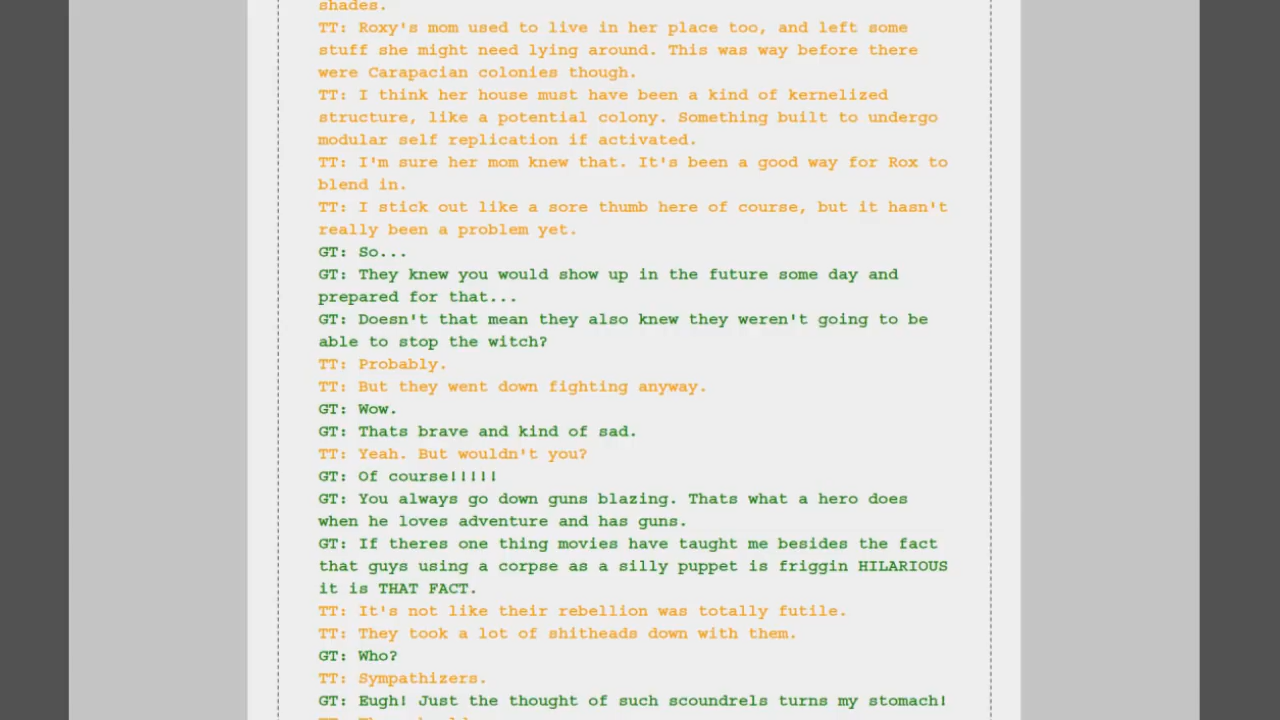 shades.
TT: Roxy's mom used to live in her place too, and left some
stuff she might need lying around. This was way before there
were Carapacian colonies though.
TT: I think her house must have been a kind of kernelized
structure, like a potential colony. Something built to undergo
modular self replication if activated.
TT: I'm sure her mom knew that. It's been a good way for Rox to
blend in.
TT: I stick out like a sore thumb here of course, but it hasn't
really been a problem yet.
GT: So...
GT: They knew you would show up in the future some day and
prepared for that...
GT: Doesn't that mean they also knew they weren't going to be
able to stop the witch?
TT: Probably.
TT: But they went down fighting anyway.
GT: Wow.
GT: Thats brave and kind of sad.
TT: Yeah. But wouldn't you?
GT: Of course!!!!!
GT: You always go down guns blazing. Thats what a hero does
when he loves adventure and has guns.
GT: If theres one thing movies have taught me besides the fact
that guys using a corpse as a silly puppet is friggin HILARIOUS
it is THAT FACT.
TT: It's not like their rebellion was totally futile.
TT: They took a lot of shitheads down with them.
GT: Who?
TT: Sympathizers.
GT: Eugh! Just the thought of such scoundrels turns my stomach!